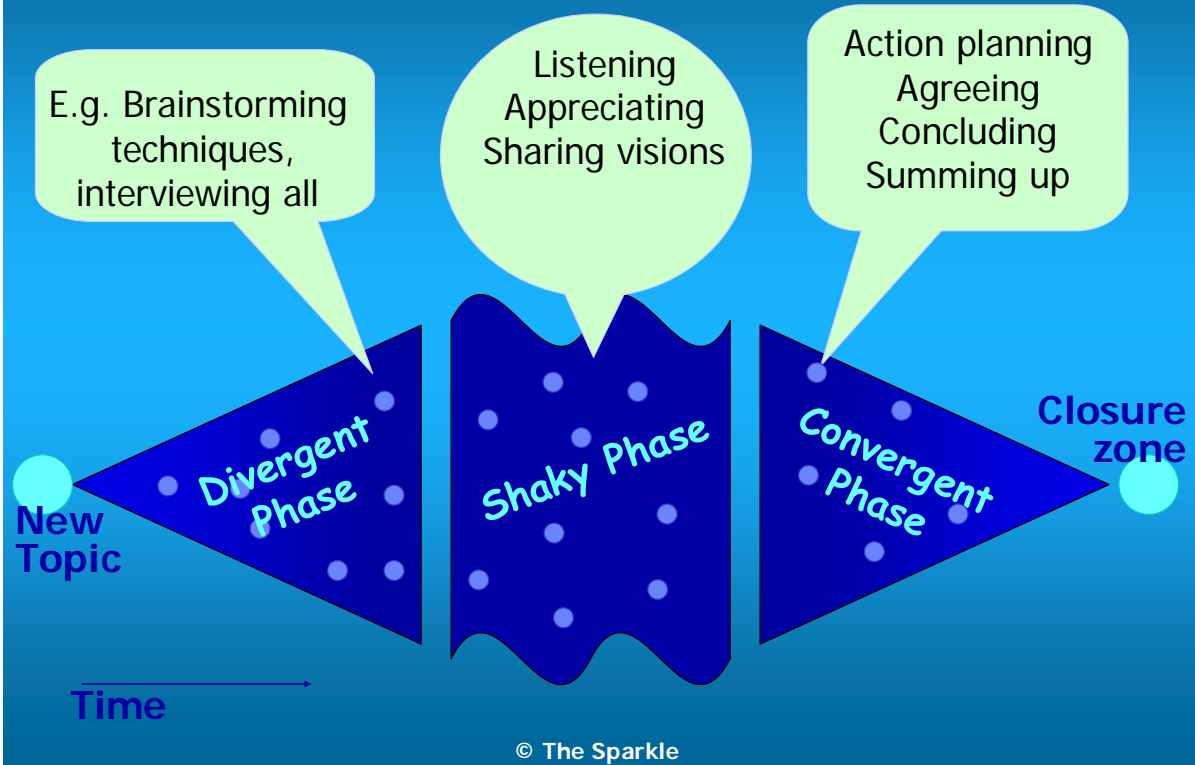 E.g. Brainstorming
techniques,
interviewing all
Listening
Appreciating
Sharing visions
Action planning
Agreeing
Concluding
Summing up
New
Topic
Divergent
Phase
Shaky Phase
Convergent
Phase
Closure
zone
Time
© The Sparkle